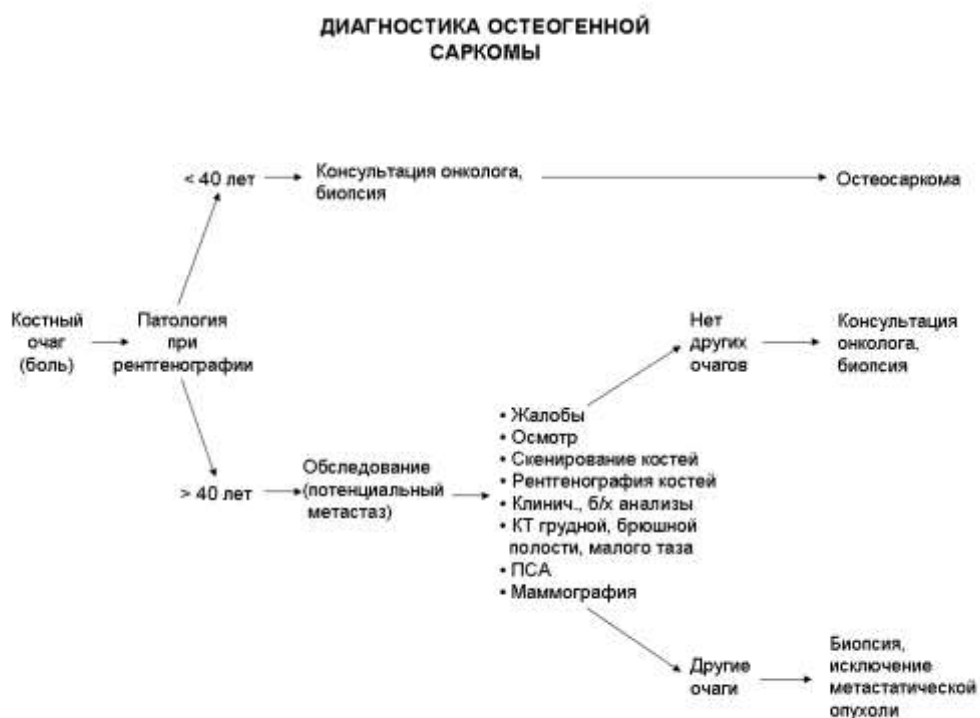 ДИАГНОСТИКА ОСТЕОГЕННОЙ
САРКОМЫ
< 40 лет
Консультация онколога,
биопсия
Остеосаркома
Костный
очаг
(боль)
Патология
при
рентгенографии
Нет
других
очагов
Консультация
онколога,
биопсия
> 40 лет
Обследование
(потенциальный
метастаз)
• Жалобы
• Осмотр
• Скенирование костей
• Рентгенография костей
• Клинич., б/х анализы
• КТ грудной, брюшной
полости, малого таза
• ПСА
• Маммография
Другие
очаги
Биопсия,
исключение
метастатической
опухоли